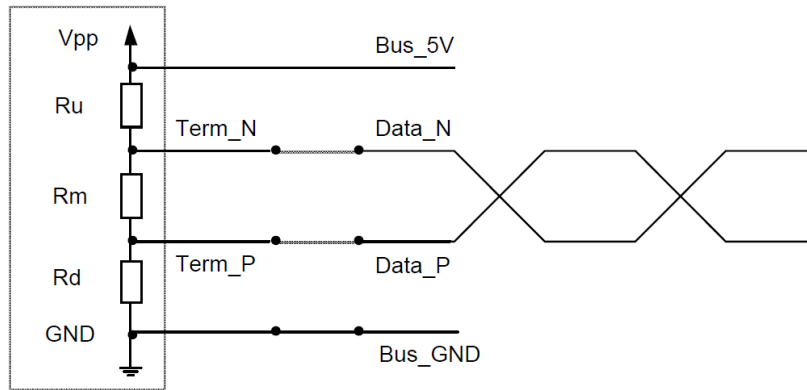 Vpp
Bus_5V
Ru
Term_N
Data_N
Rm
Term_P
Data_P
Rd
GND
Bus_GND